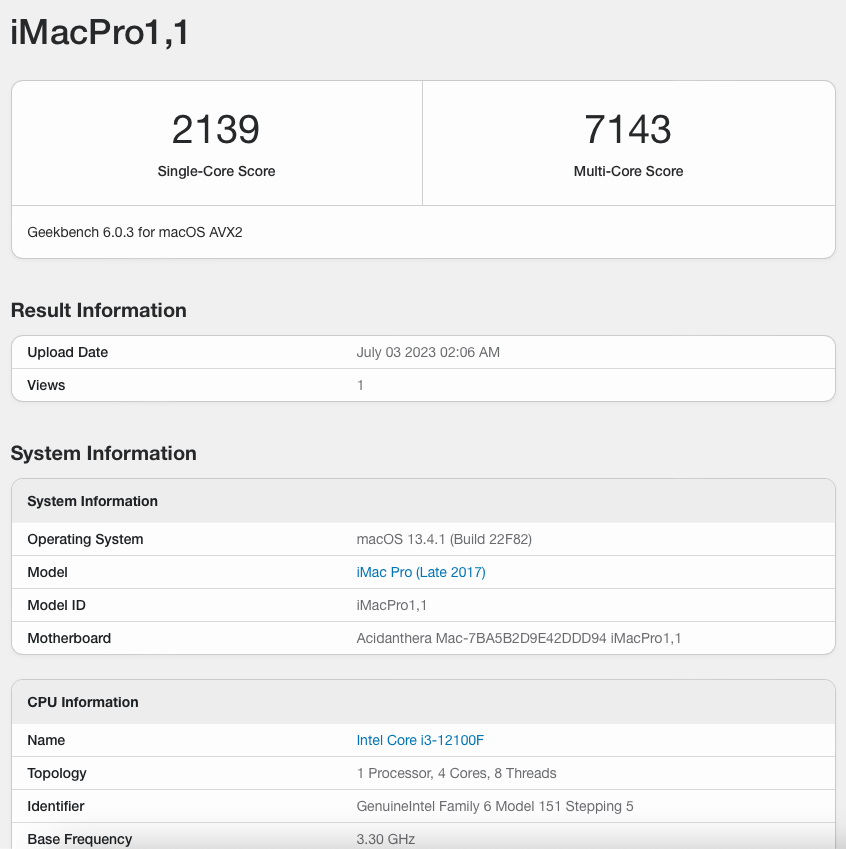 iMacPro1,1
2139 7143
Single-Core Score Multi-Core Score
Geekbench 6.0.3 for macOS AVX2
Result Information
Upload Date July 03 2023 02:06 AM
Views 1
System Information
System Information
Operating System macOS 13.4.1 (Build 22F82)
Model iMac Pro (Late 2017)
Model ID iMacPro1,1
Motherboard Acidanthera Mac-7BA5B2D9E42DDD94 iMacPro1,1
CPU Information
Name Intel Core i3-12100F
Topology 1 Processor, 4 Cores, 8 Threads
Identifier GenuineIntel Family 6 Model 151 Stepping 5
Base Frequency 3.30 GHz